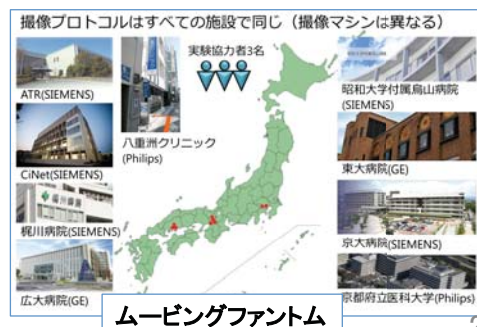 撮像プロトコルはすべての施設で同じ（撮像マシンは異なる）
実験協力者3名
ATR(SIEMENS)
CiNet(SIEMENS)
梶川病院(SIEMENS)
広大病院(GE)
八重洲クリニック
(Philips)
昭和大学付属烏山病院
(SIEMENS)
東大病院(GE)
京大病院(SIEMENS)
京都府立医科大学(Philips)
ムービングファントム